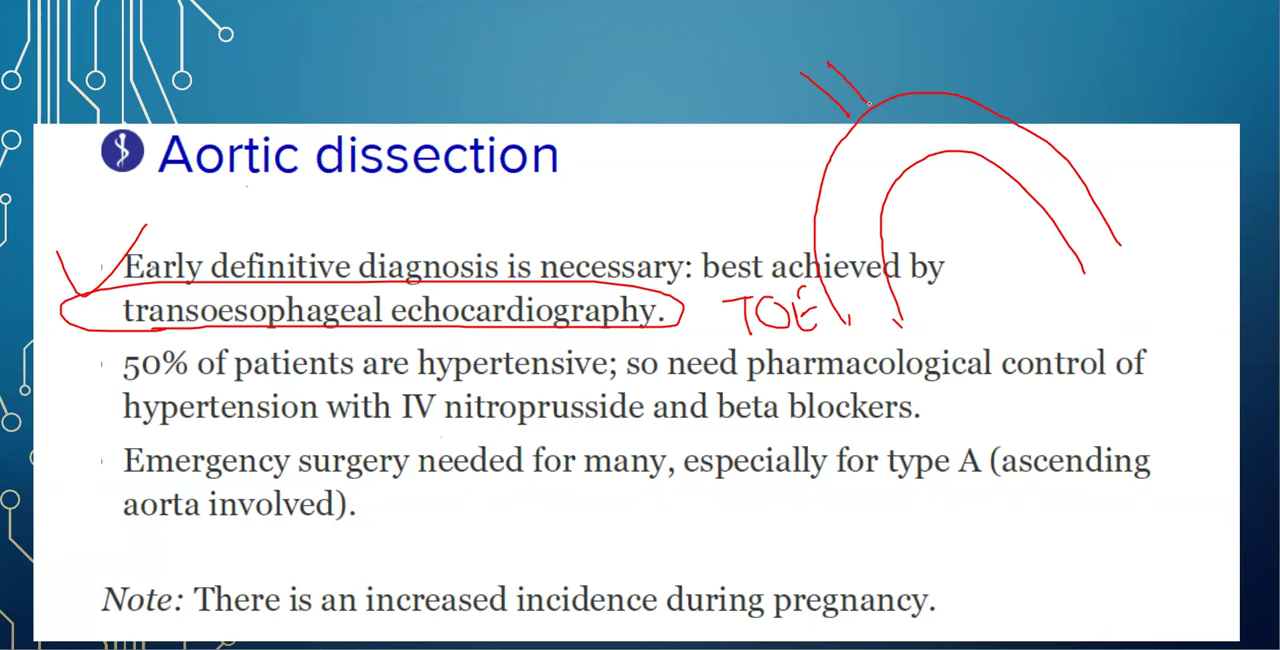 Aortic dissection
Early definitive diagnosis is necessary: best achieved by
transoesophageal echocardiography.
TOE
50% of patients are hypertensive; so need pharmacological control of
hypertension with IV nitroprusside and beta blockers.
Emergency surgery needed for many, especially for type A (ascending
aorta involved).
Note: There is an increased incidence during pregnancy.